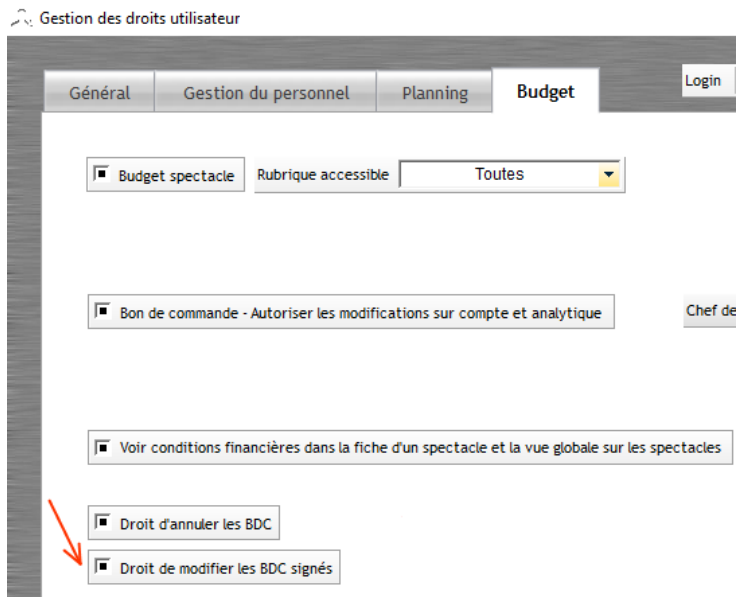 Gestion des droits utilisateur
Général Gestion du personnel Planning Budget Login
Budget spectacle Rubrique accessible Toutes
Bon de commande - Autoriser les modifications sur compte et analytique Chef de
Voir conditions financières dans la fiche d'un spectacle et la vue globale sur les spectacles
Droit d'annuler les BDC
Droit de modifier les BDC signés